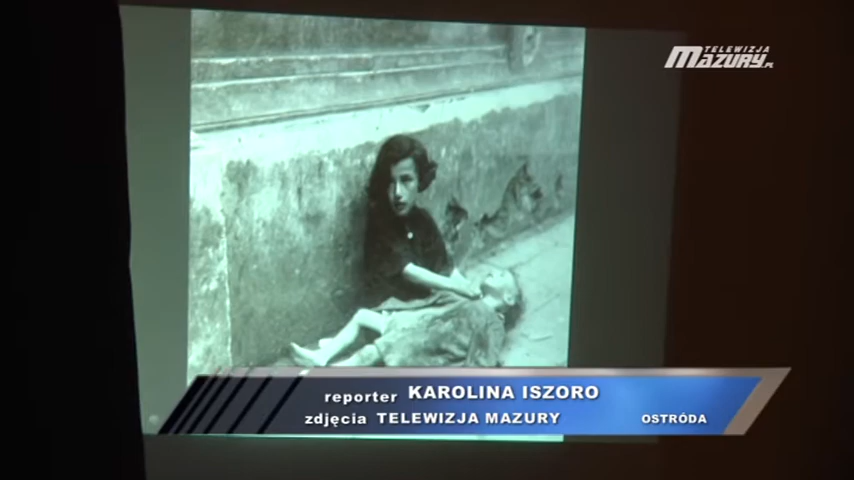 TELEWIZJA
MAZURY.PL
reporter KAROLINA ISZORO
zdjęcia TELEWIZJA MAZURY
OSTRÓDA